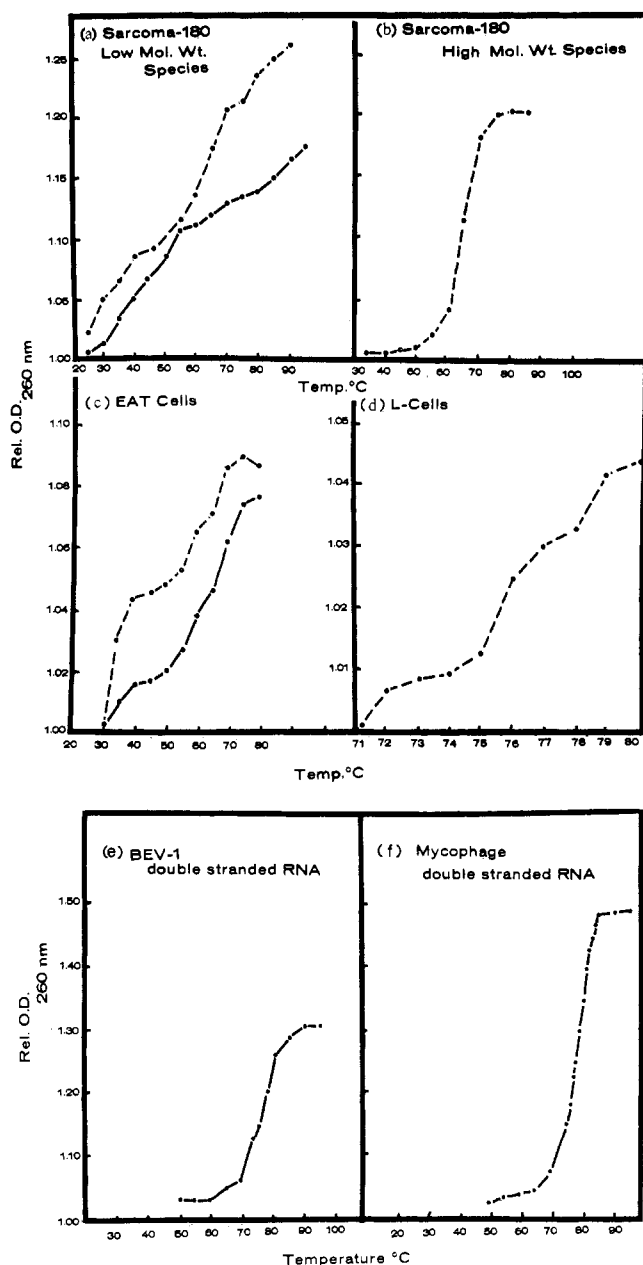 (a) Sarcoma-180
Low Mol. Wt.
Species
(b) Sarcoma-180
High Mol. Wt. Species
1.25
1.20
1.15
1.10
1.05
1.00
20 30 40 50 60 70 80 90
Temp.°C
30 40 50 60 70 80 90 100
Temp.°C
Rel. O.D. 260 nm
(c) EAT Cells
(d) L-Cells
1.10
1.08
1.06
1.04
1.02
1.00
20 30 40 50 60 70 80
1.05
1.04
1.03
1.02
1.01
71 72 73 74 75 76 77 78 79 80
Temp.°C
(e) BEV-1
double stranded RNA
(f) Mycophage
double stranded RNA
1.50
1.40
1.30
1.20
1.10
1.00
Rel. O.D. 260 nm
30 40 50 60 70 80 90 100
20 30 40 50 60 70 80 90
Temperature °C